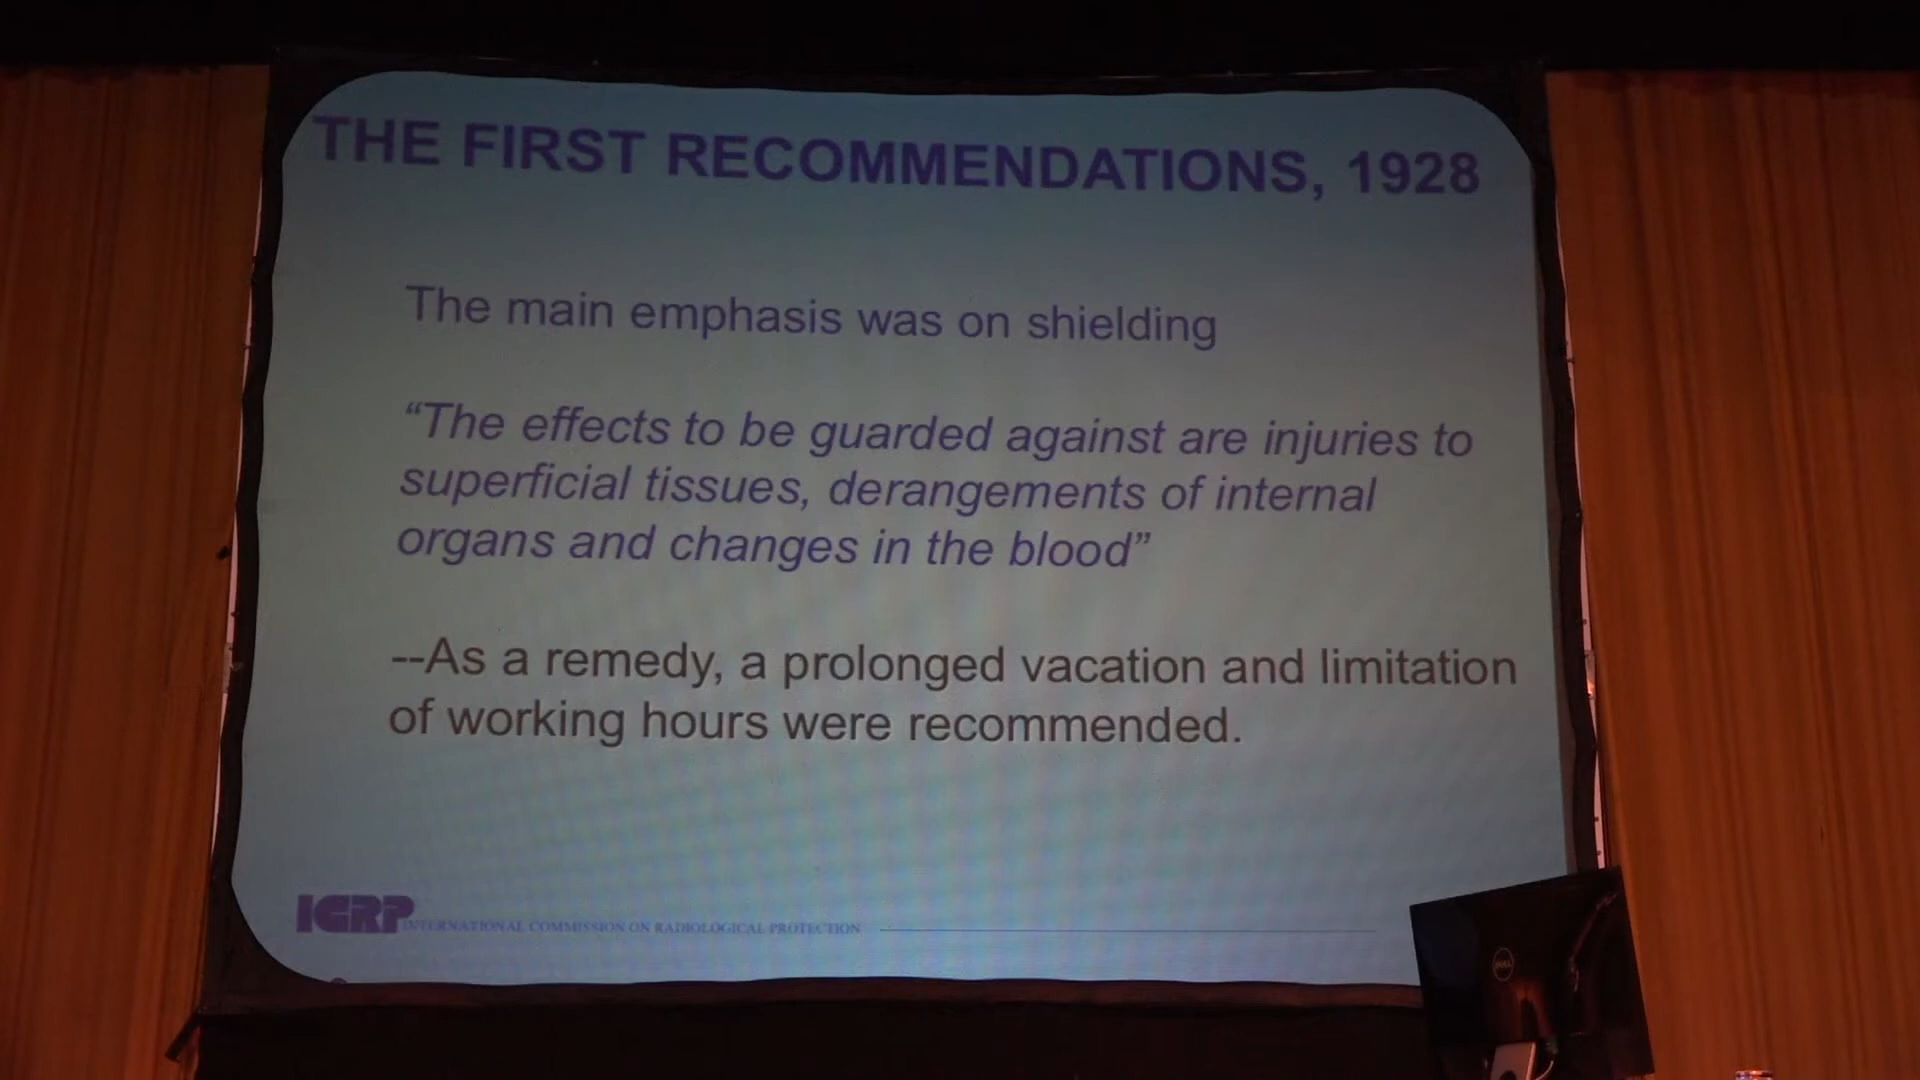 THE FIRST RECOMMENDATIONS, 1928
The main emphasis was on shielding
“The effects to be guarded against are injuries to
superficial tissues, derangements of internal
organs and changes in the blood”
--As a remedy, a prolonged vacation and limitation
of working hours were recommended.
ICRP INTERNATIONAL COMMISSION ON RADIOLOGICAL PROTECTION
DELL